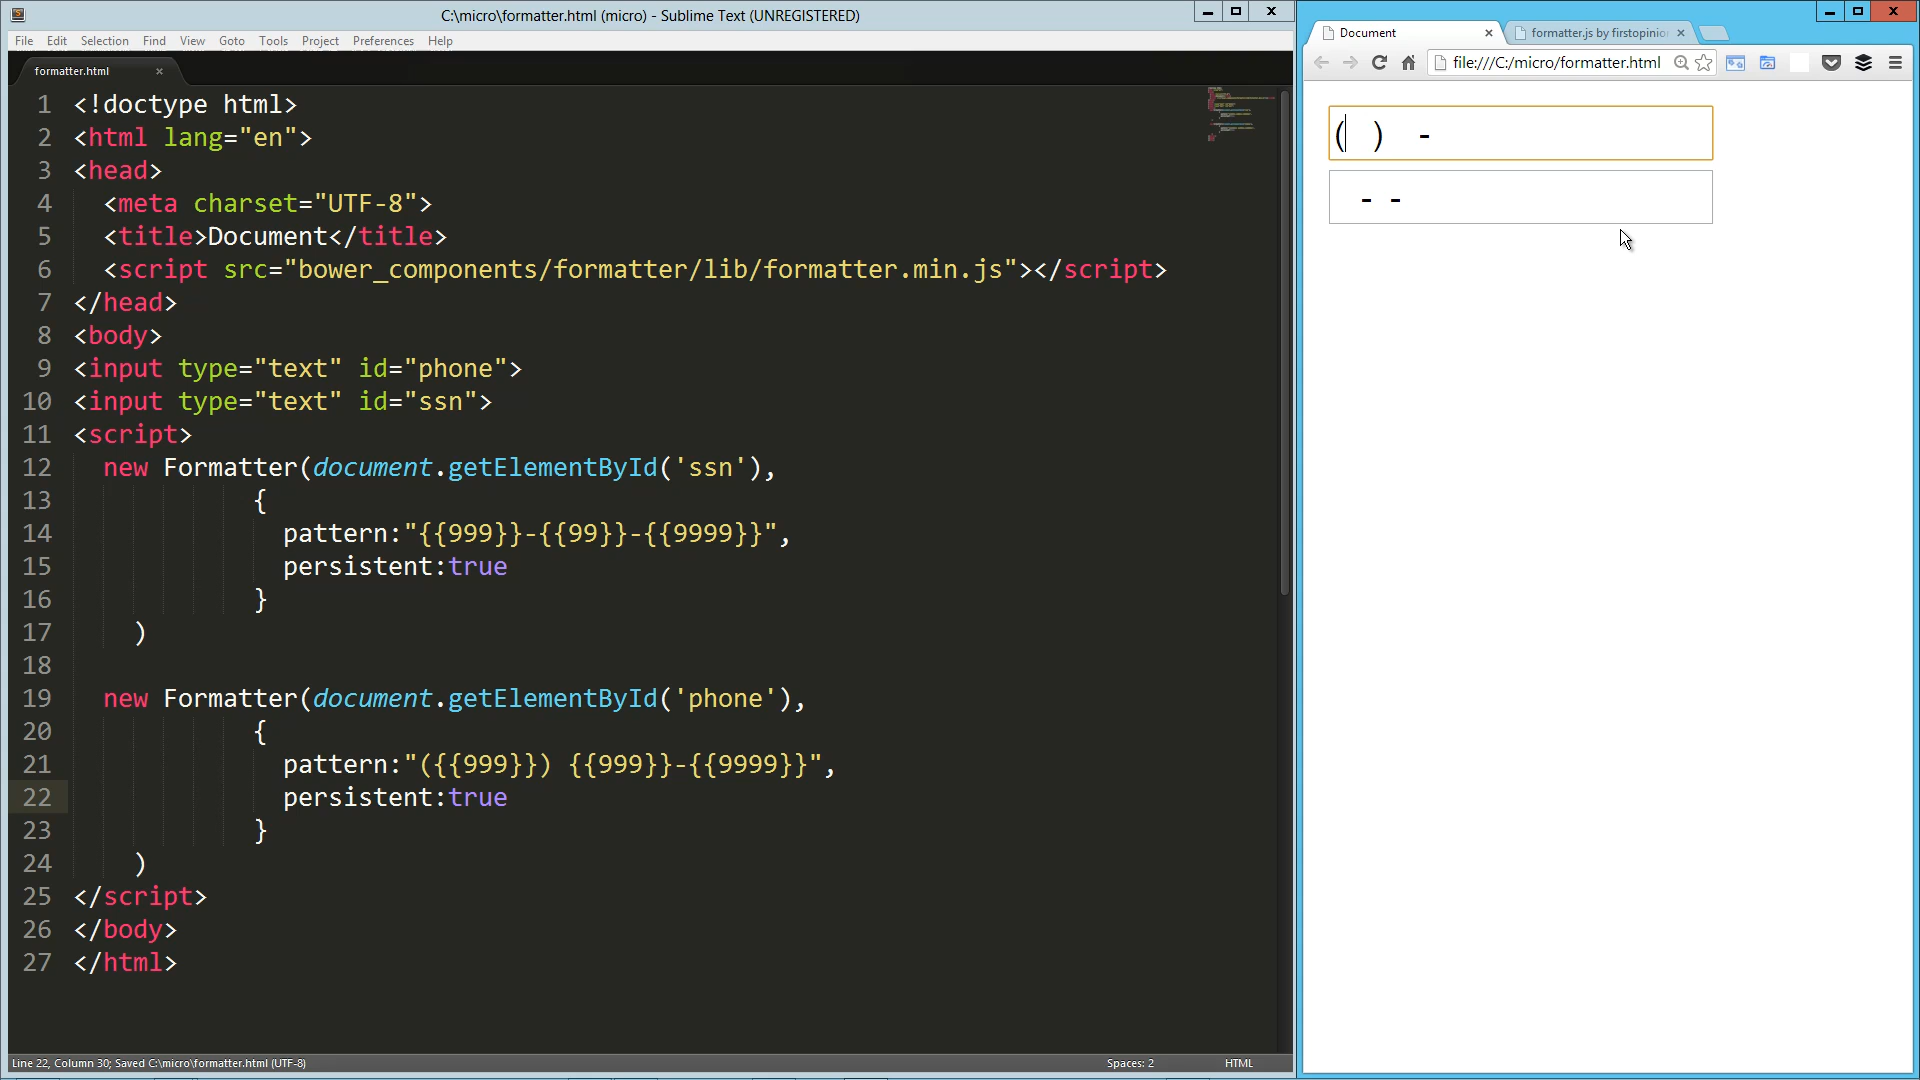 C:\micro\formatter.html (micro) - Sublime Text (UNREGISTERED)
File Edit Selection Find View Goto Tools Project Preferences Help
formatter.html ×
1 <!doctype html>
2 <html lang="en">
3 <head>
4 <meta charset="UTF-8">
5 <title>Document</title>
6 <script src="bower_components/formatter/lib/formatter.min.js"></script>
7 </head>
8 <body>
9 <input type="text" id="phone">
10 <input type="text" id="ssn">
11 <script>
12 new Formatter(document.getElementById('ssn'),
13 {
14 pattern:"{{999}}-{{99}}-{{9999}}",
15 persistent:true
16 }
17 )
18
19 new Formatter(document.getElementById('phone'),
20 {
21 pattern:"({{999}}) {{999}}-{{9999}}",
22 persistent:true
23 }
24 )
25 </script>
26 </body>
27 </html>
Line 22, Column 30; Saved C:\micro\formatter.html (UTF-8) Spaces: 2 HTML
Document × formatter.js by firstopinio ×
file:///C:/micro/formatter.html
( ) -
- -